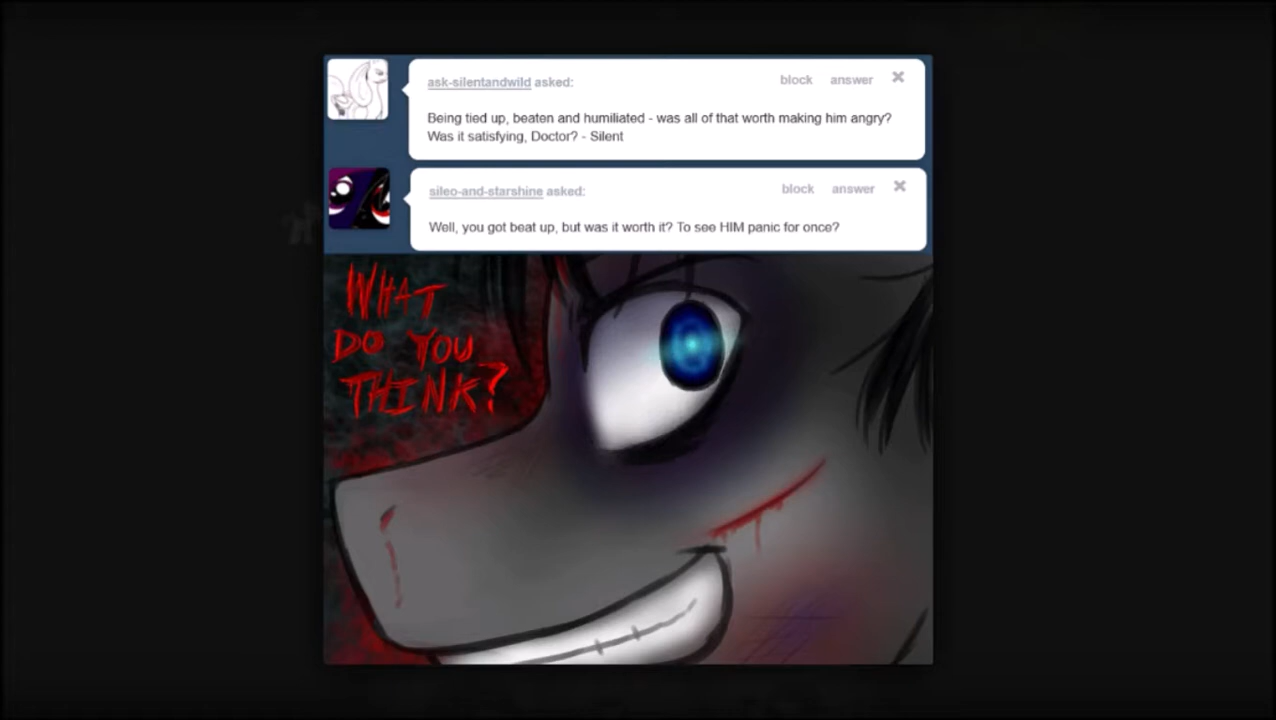 ask-silentandwild asked: block answer
Being tied up, beaten and humiliated - was all of that worth making him angry?
Was it satisfying, Doctor? - Silent
sileo-and-starshine asked: block answer
Well, you got beat up, but was it worth it? To see HIM panic for once?
WHAT
DO YOU
THINK?